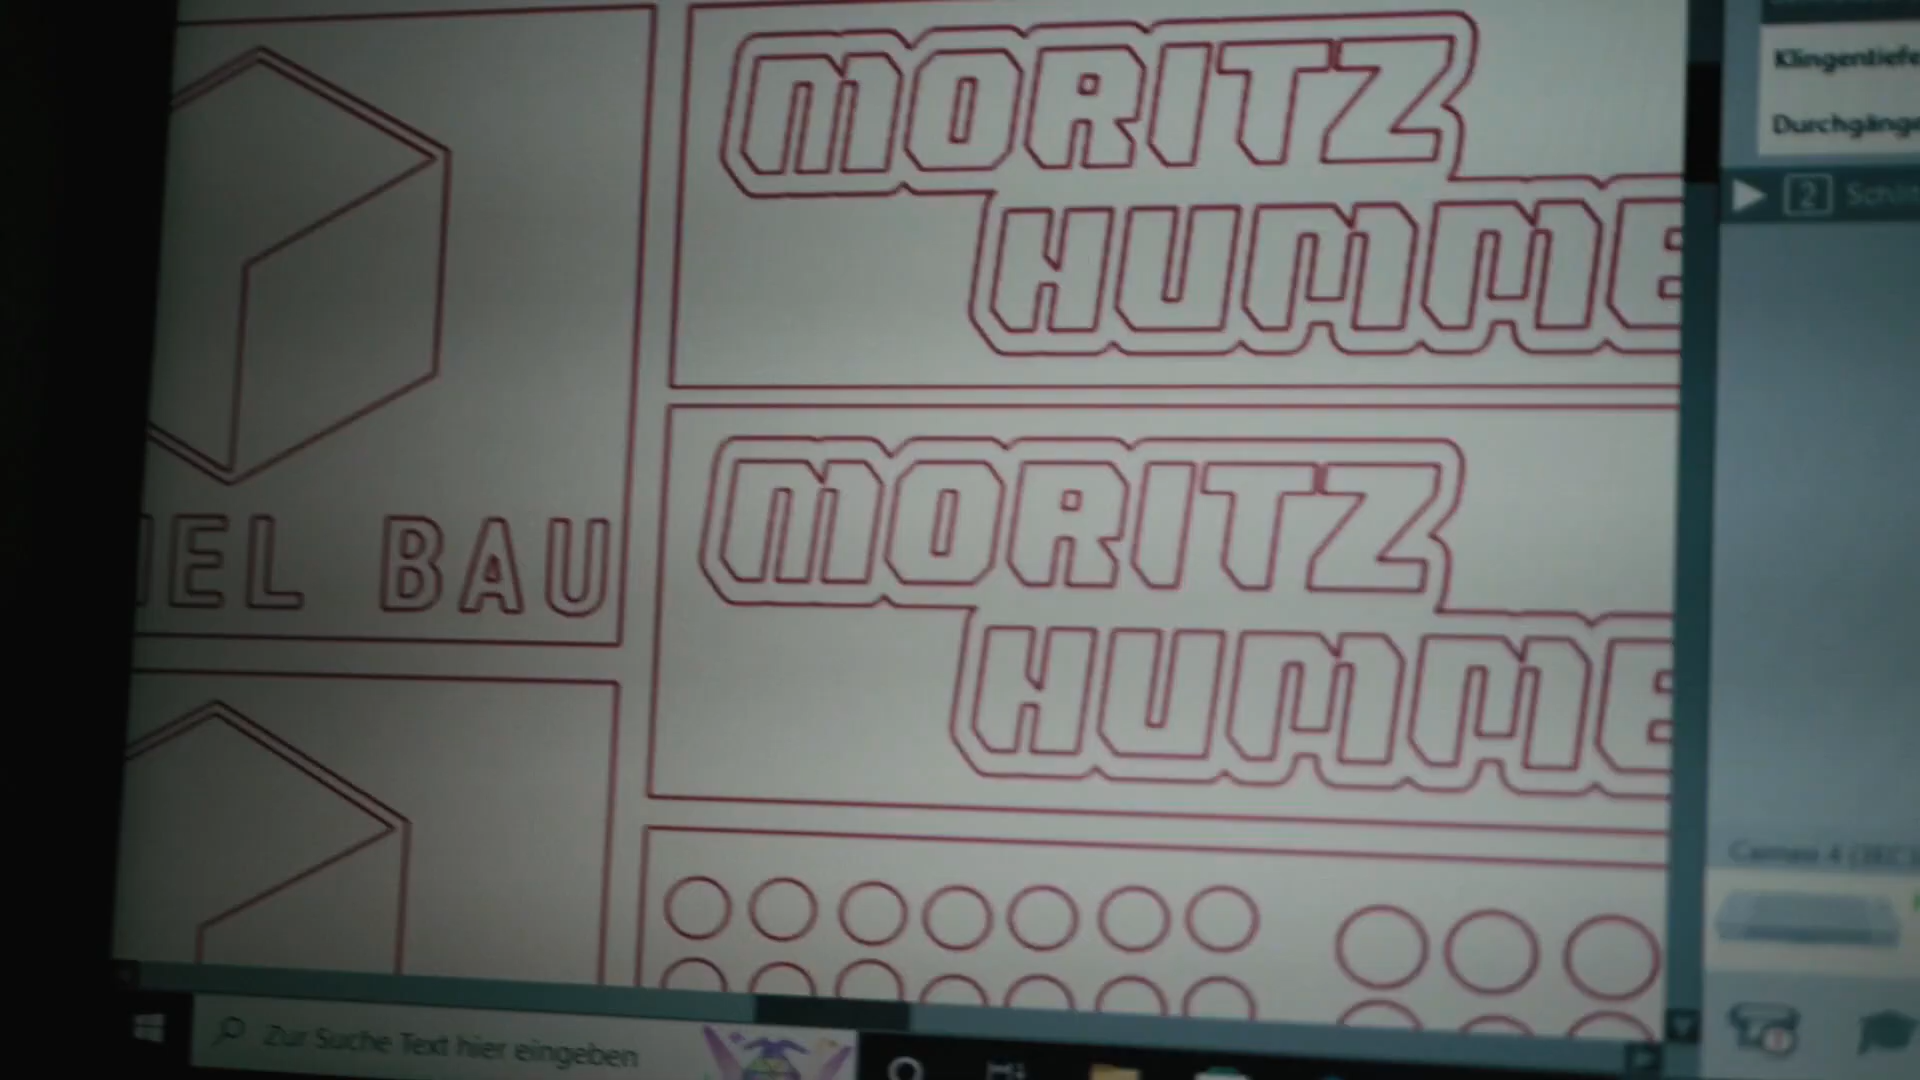 MORITZ
HUMME
EL BAU
MORITZ
HUMME
Klingentiefe
Durchgänge
2
Zur Suche Text hier eingeben